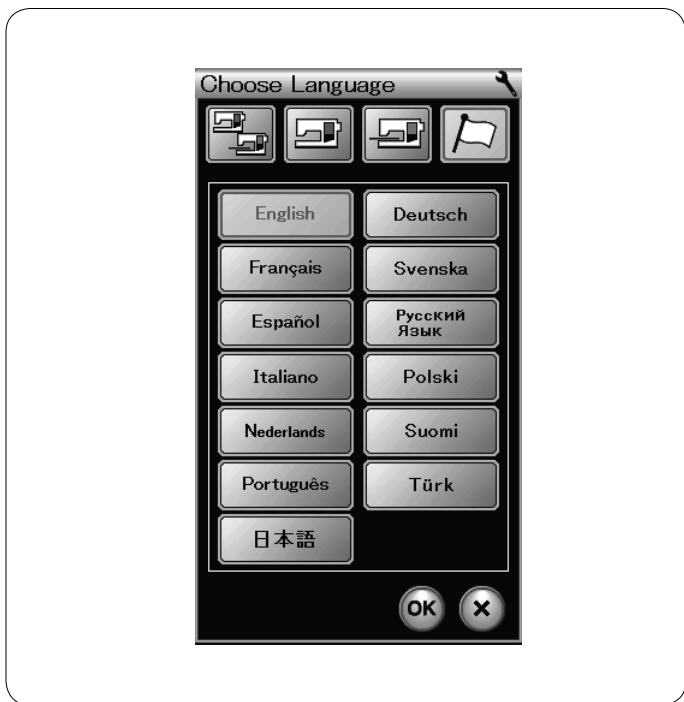 Choose Language
English
Deutsch
Français
Svenska
Español
Русский
Язык
Italiano
Polski
Nederlands
Suomi
Português
Türk
日本語
OK